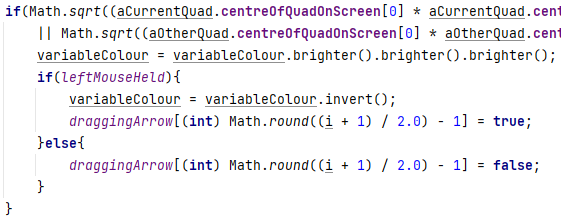 if(Math.sqrt((aCurrentQuad.centreOfQuadOnScreen[0] * aCurrentQuad.cent
|| Math.sqrt((aOtherQuad.centreOfQuadOnScreen[0] * aOtherQuad.cent
variableColour = variableColour.brighter().brighter().brighter();
if(leftMouseHeld){
variableColour = variableColour.invert();
draggingArrow[(int) Math.round((i + 1) / 2.0) - 1] = true;
}else{
draggingArrow[(int) Math.round((i + 1) / 2.0) - 1] = false;
}
}